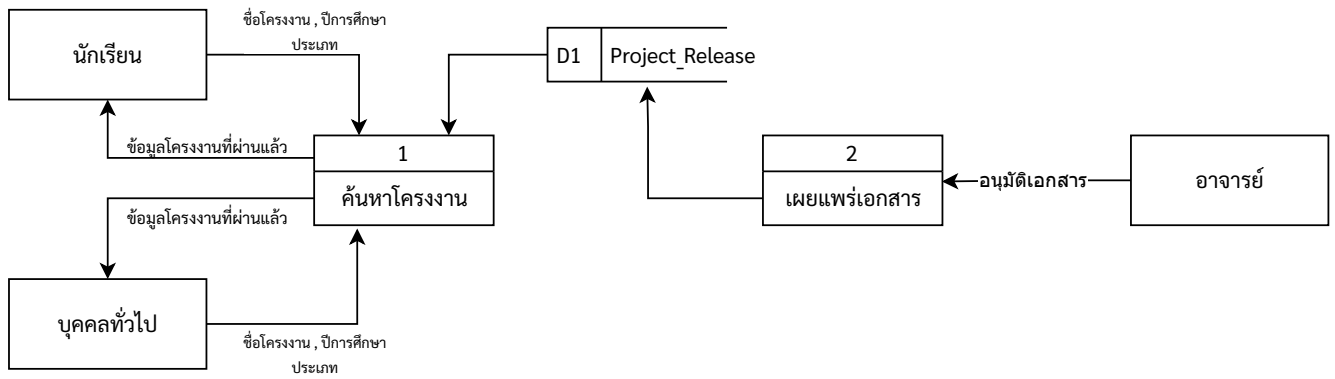 ชื่อโครงงาน , ปีการศึกษา
ประเภท
นักเรียน
D1 Project_Release
ข้อมูลโครงงานที่ผ่านแล้ว
1
ค้นหาโครงงาน
2
เผยแพร่เอกสาร
อนุมัติเอกสาร
อาจารย์
ข้อมูลโครงงานที่ผ่านแล้ว
บุคคลทั่วไป
ชื่อโครงงาน , ปีการศึกษา
ประเภท